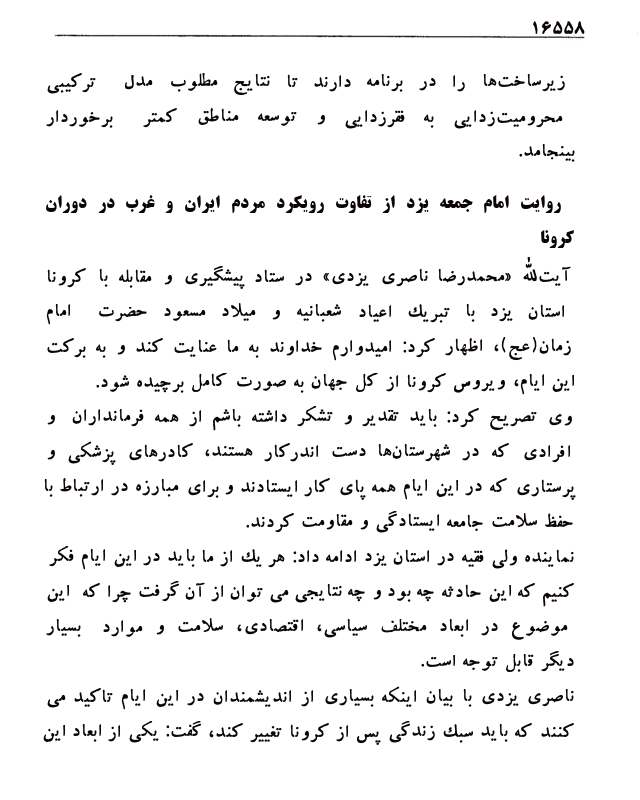 ۱۶۵۵۸
زیرساخت‌ها را در برنامه دارند تا نتایج مطلوب مدل ترکیبی
محرومیت‌زدایی به فقرزدایی و توسعه مناطق کمتر برخوردار
بینجامد.
روایت امام جمعه یزد از تفاوت رویکرد مردم ایران و غرب در دوران
کرونا
آیت‌الله «محمدرضا ناصری یزدی» در ستاد پیشگیری و مقابله با کرونا
استان یزد با تبریك اعیاد شعبانیه و میلاد مسعود حضرت امام
زمان(عج)، اظهار کرد: امیدوارم خداوند به ما عنایت کند و به برکت
این ایام، ویروس کرونا از کل جهان به صورت کامل برچیده شود.
وی تصریح کرد: باید تقدیر و تشکر داشته باشم از همه فرمانداران و
افرادی که در شهرستان‌ها دست اندرکار هستند، کادرهای پزشکی و
پرستاری که در این ایام همه پای کار ایستادند و برای مبارزه در ارتباط با
حفظ سلامت جامعه ایستادگی و مقاومت کردند.
نماینده ولی فقیه در استان یزد ادامه داد: هر یك از ما باید در این ایام فکر
کنیم که این حادثه چه بود و چه نتایجی می توان از آن گرفت چرا که این
موضوع در ابعاد مختلف سیاسی، اقتصادی، سلامت و موارد بسیار
دیگر قابل توجه است.
ناصری یزدی با بیان اینکه بسیاری از اندیشمندان در این ایام تاکید می
کنند که باید سبك زندگی پس از کرونا تغییر کند، گفت: یکی از ابعاد این